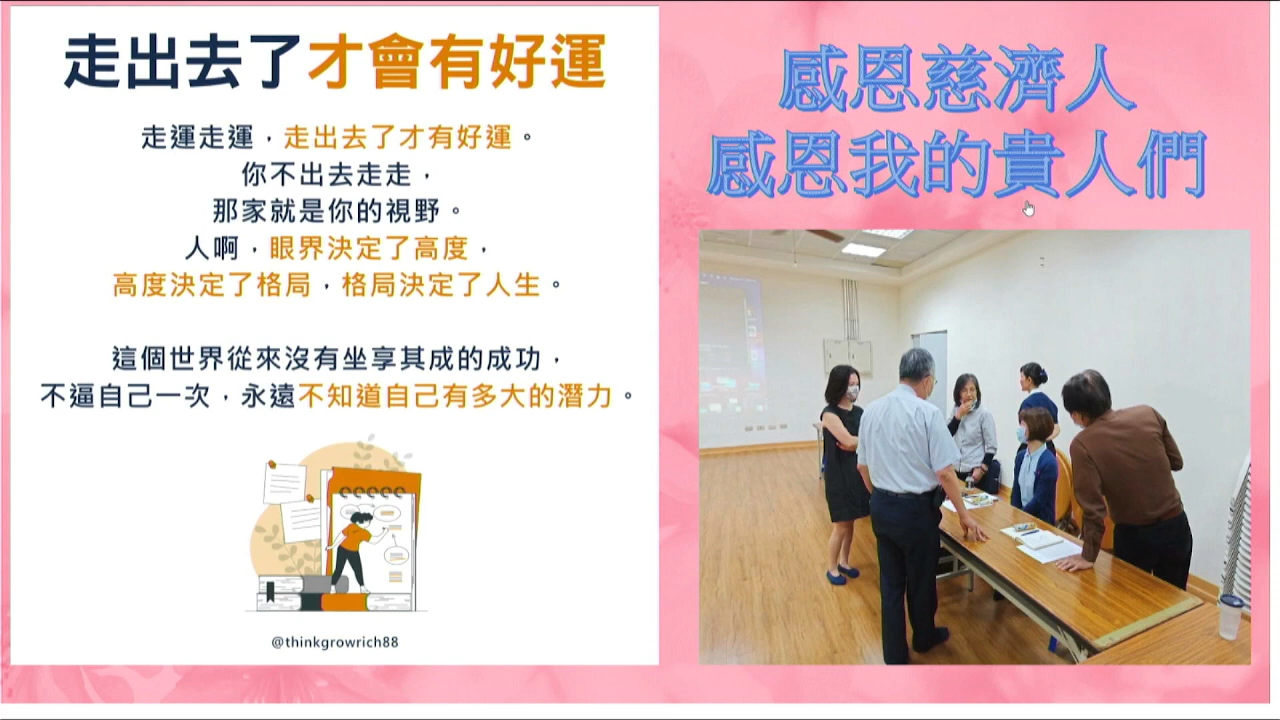 走出去了才會有好運
走運走運，走出去了才有好運。
你不出去走走，
那家就是你的視野。
人啊，眼界決定了高度，
高度決定了格局，格局決定了人生。
這個世界從來沒有坐享其成的成功，
不逼自己一次，永遠不知道自己有多大的潛力。
@thinkgrowrich88
感恩慈濟人
感恩我的貴人們